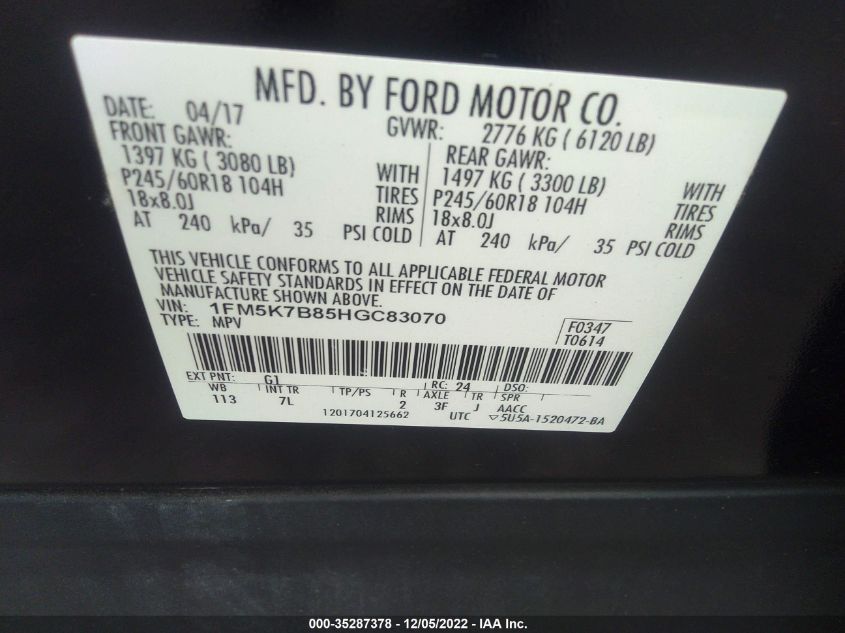 MFD. BY FORD MOTOR CO.
DATE: 04/17 GVWR: 2776 KG ( 6120 LB)
FRONT GAWR: REAR GAWR:
1397 KG ( 3080 LB) WITH 1497 KG ( 3300 LB) WITH
P245/60R18 104H TIRES P245/60R18 104H TIRES
18x8.0J RIMS 18x8.0J RIMS
AT 240 kPa/ 35 PSI COLD AT 240 kPa/ 35 PSI COLD
THIS VEHICLE CONFORMS TO ALL APPLICABLE FEDERAL MOTOR
VEHICLE SAFETY STANDARDS IN EFFECT ON THE DATE OF
MANUFACTURE SHOWN ABOVE.
VIN: 1FM5K7B85HGC83070
TYPE: MPV
F0347
T0614
EXT PNT: G1 RC: 24 DSO:
WB INT TR TP/PS R AXLE TR SPR
113 7L 2 3F J AACC
1201704125662 UTC ▽5U5A-1520472-BA
000-35287378 - 12/05/2022 - IAA Inc.